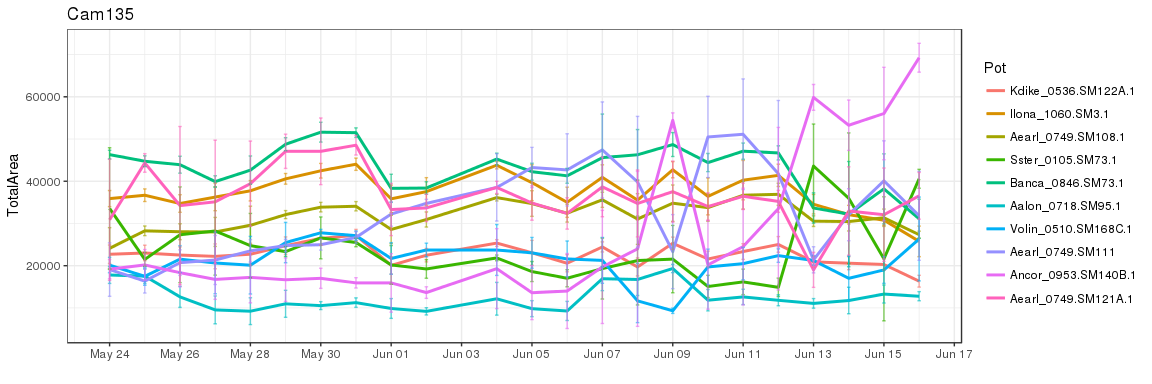 Cam135
TotalArea
60000
40000
20000
May 24 May 26 May 28 May 30 Jun 01 Jun 03 Jun 05 Jun 07 Jun 09 Jun 11 Jun 13 Jun 15 Jun 17
Pot
Kdike_0536.SM122A.1
Ilona_1060.SM3.1
Aearl_0749.SM108.1
Sster_0105.SM73.1
Banca_0846.SM73.1
Aalon_0718.SM95.1
Volin_0510.SM168C.1
Aearl_0749.SM111
Ancor_0953.SM140B.1
Aearl_0749.SM121A.1